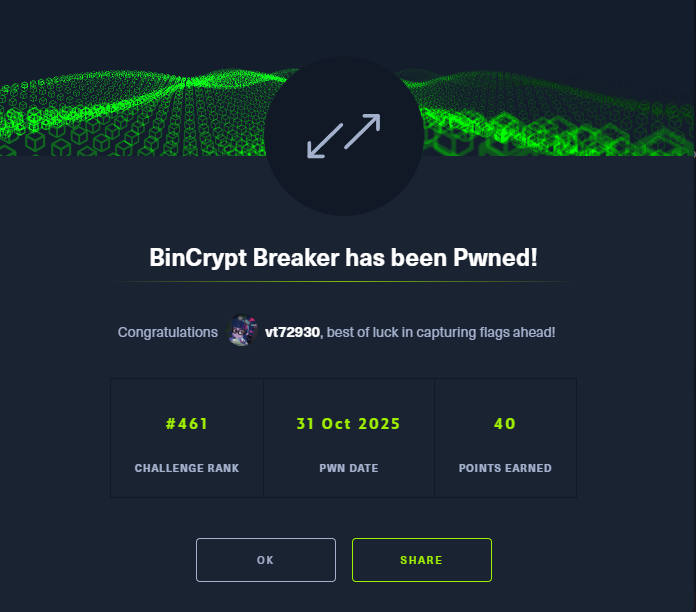 BinCrypt Breaker has been Pwned!
Congratulations vt72930, best of luck in capturing flags ahead!
#461 31 Oct 2025 40
CHALLENGE RANK PWN DATE POINTS EARNED
OK SHARE